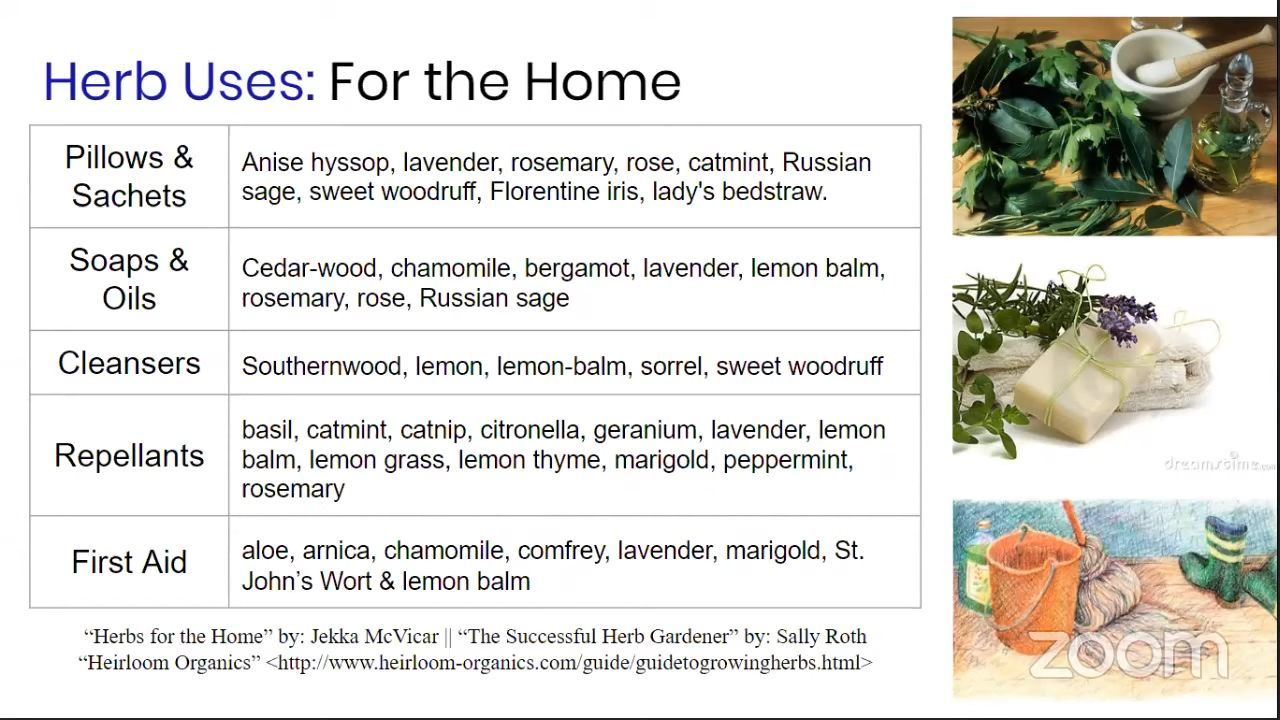 Herb Uses: For the Home
Pillows &
Sachets
Anise hyssop, lavender, rosemary, rose, catmint, Russian
sage, sweet woodruff, Florentine iris, lady's bedstraw.
Soaps &
Oils
Cedar-wood, chamomile, bergamot, lavender, lemon balm,
rosemary, rose, Russian sage
Cleansers
Southernwood, lemon, lemon-balm, sorrel, sweet woodruff
Repellants
basil, catmint, catnip, citronella, geranium, lavender, lemon
balm, lemon grass, lemon thyme, marigold, peppermint,
rosemary
First Aid
aloe, arnica, chamomile, comfrey, lavender, marigold, St.
John’s Wort & lemon balm
“Herbs for the Home” by: Jekka McVicar || “The Successful Herb Gardener” by: Sally Roth
“Heirloom Organics” <http://www.heirloom-organics.com/guide/guidetogrowingherbs.html>
dreamstime.com
zoom